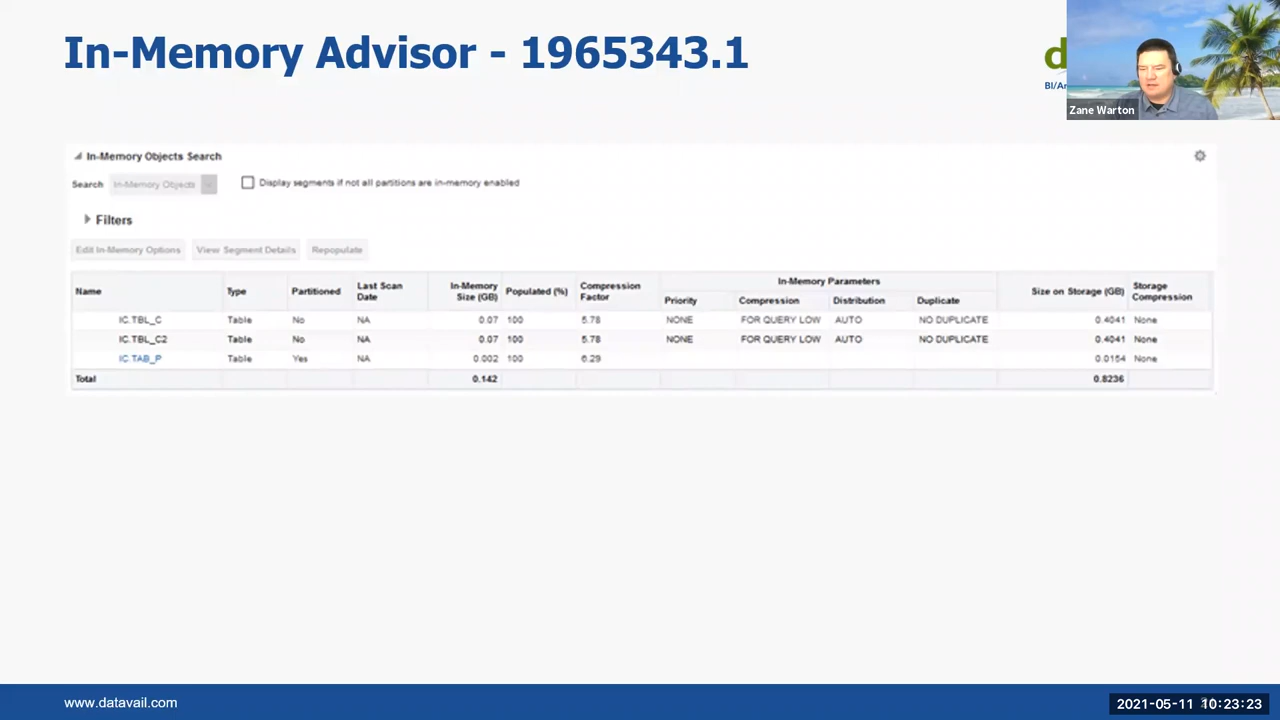 In-Memory Advisor - 1965343.1
d
BI/A
Zane Warton
In-Memory Objects Search
Search In-Memory Objects Display segments if not all partitions are in-memory enabled
Filters
Edit In-Memory Options View Segment Details Repopulate
Name Type Partitioned Last Scan Date In-Memory Size (GB) Populated (%) Compression Factor In-Memory Parameters Size on Storage (GB) Storage Compression
Priority Compression Distribution Duplicate
IC.TBL_C Table No NA 0.07 100 5.78 NONE FOR QUERY LOW AUTO NO DUPLICATE 0.4041 None
IC.TBL_C2 Table No NA 0.07 100 5.78 NONE FOR QUERY LOW AUTO NO DUPLICATE 0.4041 None
IC.TAB_P Table Yes NA 0.002 100 6.29 0.0154 None
Total 0.142 0.8236
www.datavail.com
2021-05-11 10:23:23